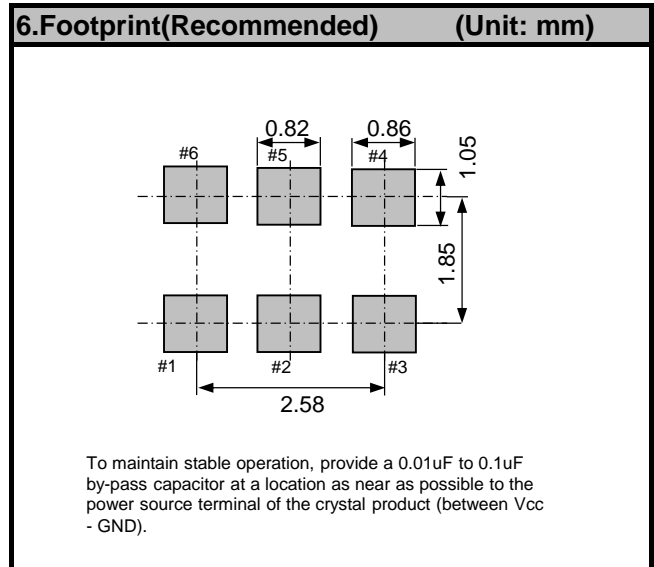 6.Footprint(Recommended) (Unit: mm)
0.82 0.86
#6 #5 #4
1.05
1.85
#1 #2 #3
2.58
To maintain stable operation, provide a 0.01uF to 0.1uF
by-pass capacitor at a location as near as possible to the
power source terminal of the crystal product (between Vcc
- GND).